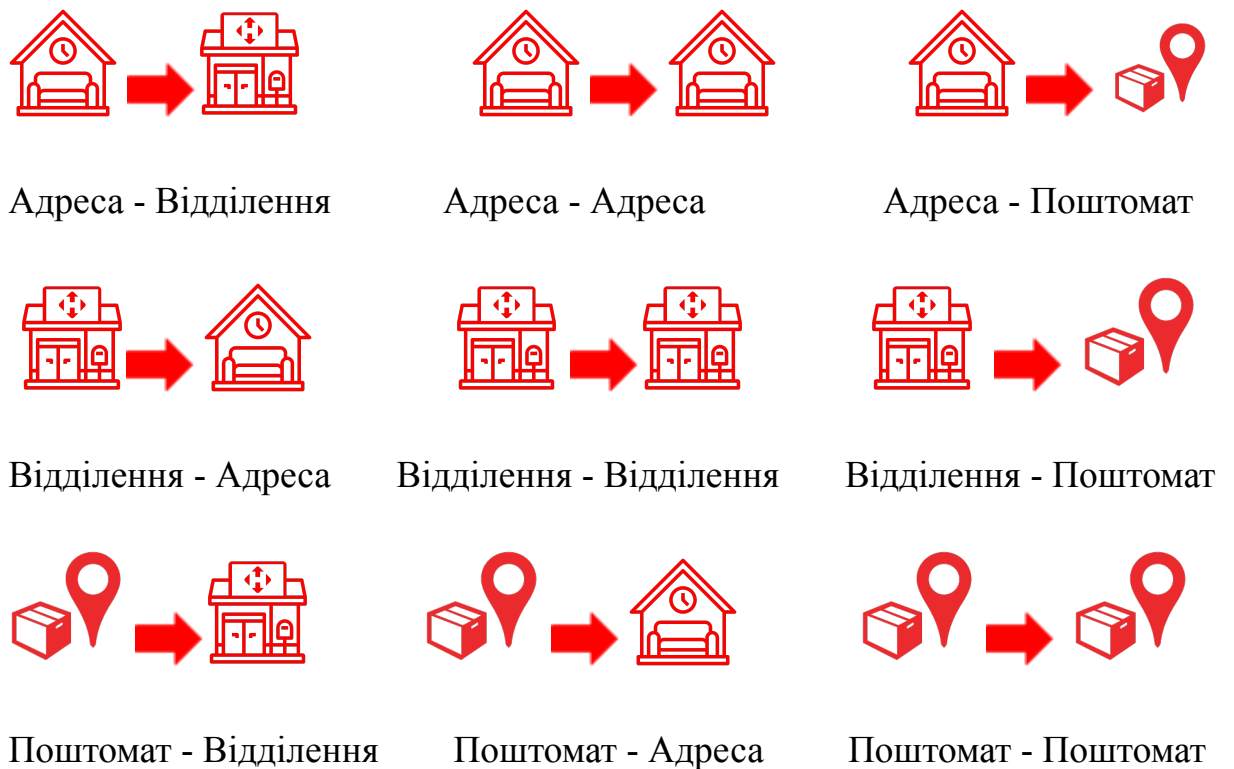 Адреса - Відділення
Адреса - Адреса
Адреса - Поштомат
Відділення - Адреса
Відділення - Відділення
Відділення - Поштомат
Поштомат - Відділення
Поштомат - Адреса
Поштомат - Поштомат